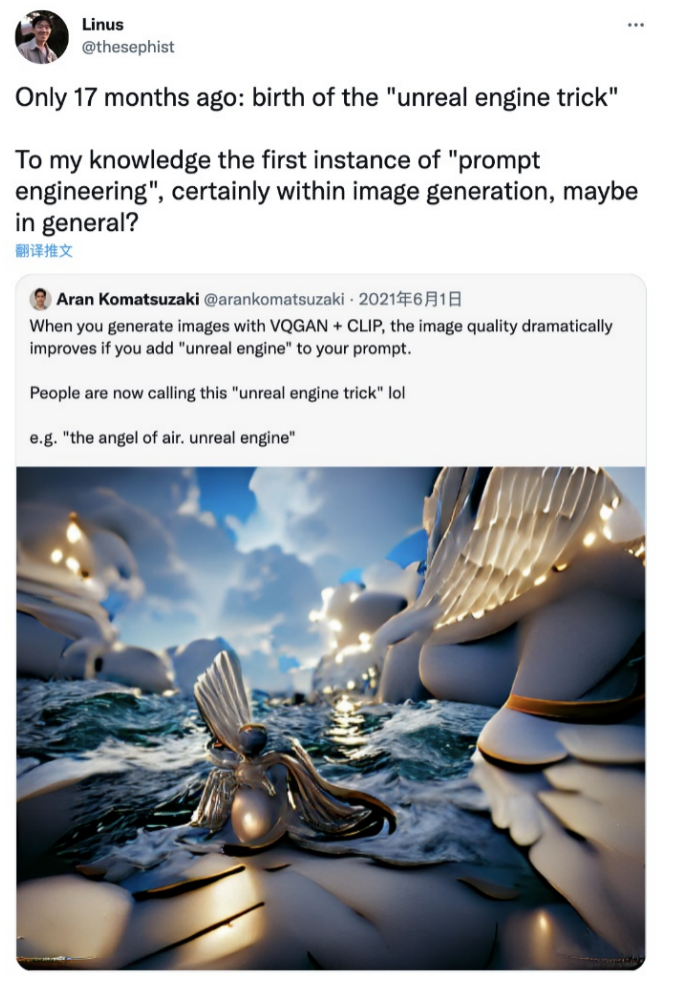 Linus
@thesephist
Only 17 months ago: birth of the "unreal engine trick"
To my knowledge the first instance of "prompt
engineering", certainly within image generation, maybe
in general?
翻译推文
Aran Komatsuzaki @arankomatsuzaki · 2021年6月1日
When you generate images with VQGAN + CLIP, the image quality dramatically
improves if you add "unreal engine" to your prompt.
People are now calling this "unreal engine trick" lol
e.g. "the angel of air. unreal engine"